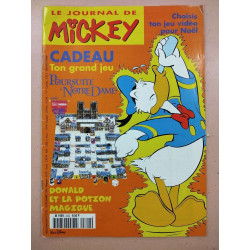 LE JOURNAL DE
MICKEY
Choisis
ton jeu vidéo
pour Noël
CADEAU
Ton grand jeu
POURSUITE
NOTRE DAME
DONALD
ET LA POTION
MAGIQUE